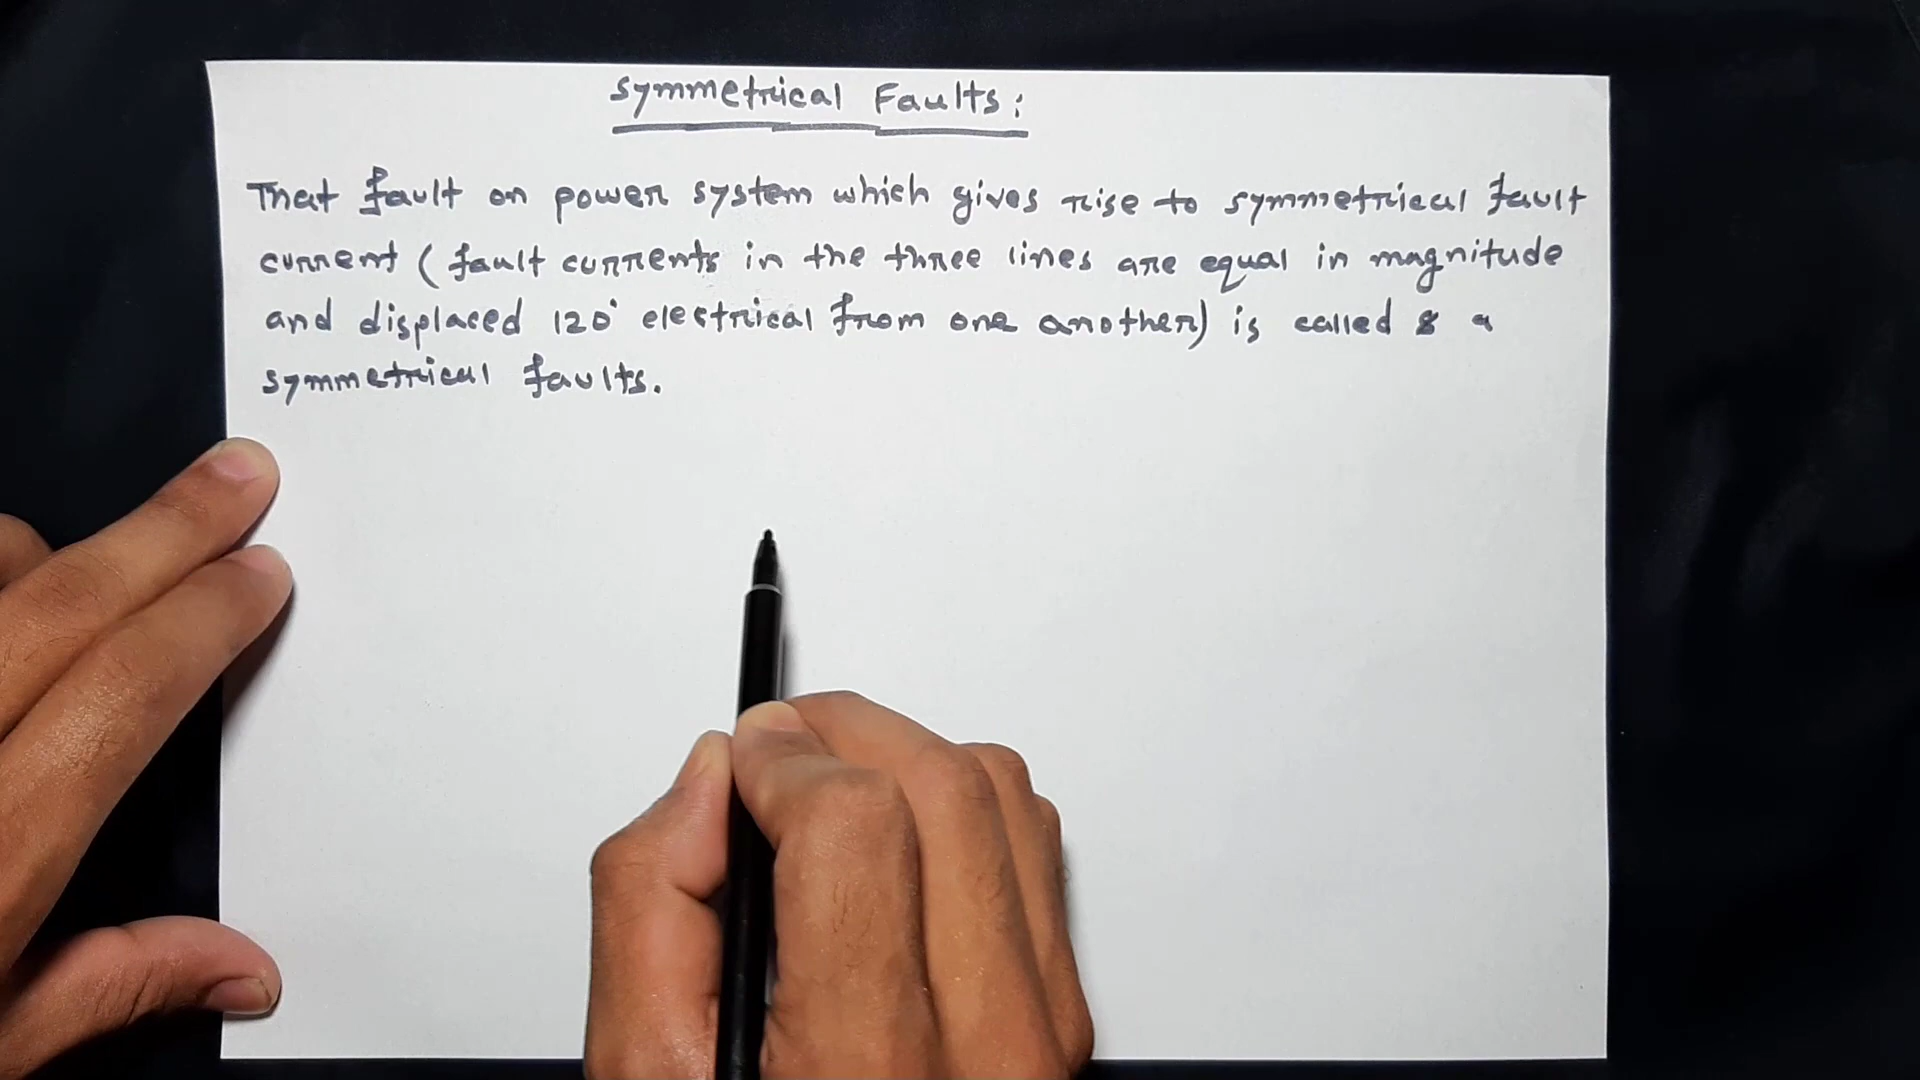 Symmetrical Faults:
That fault on power system which gives rise to symmetrical fault
current (fault currents in the three lines are equal in magnitude
and displaced 120° electrical from one another) is called a
symmetrical faults.